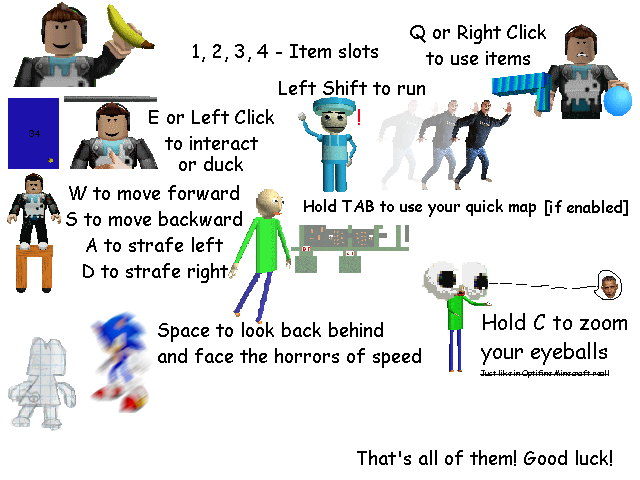 1, 2, 3, 4 - Item slots
Q or Right Click
to use items
Left Shift to run
34
E or Left Click
to interact
or duck
!
W to move forward
S to move backward
A to strafe left
D to strafe right
Hold TAB to use your quick map [if enabled]
Space to look back behind
and face the horrors of speed
Hold C to zoom
your eyeballs
Just like in Optifine Minecraft real!
That's all of them! Good luck!